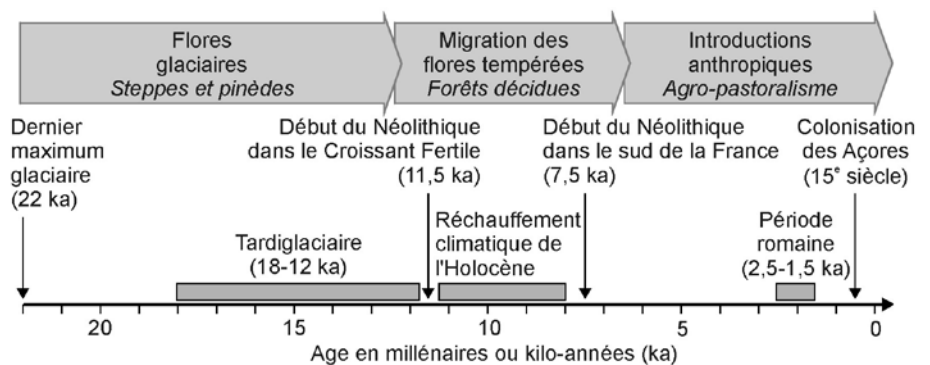 Flores
glaciaires
Steppes et pinèdes
Migration des
flores tempérées
Forêts décidues
Introductions
anthropiques
Agro-pastoralisme
Dernier
maximum
glaciaire
(22 ka)
Début du Néolithique
dans le Croissant Fertile
(11,5 ka)
Début du Néolithique
dans le sud de la France
(7,5 ka)
Colonisation
des Açores
(15e siècle)
Tardiglaciaire
(18-12 ka)
Réchauffement
climatique de
l'Holocène
Période
romaine
(2,5-1,5 ka)
20 15 10 5 0
Age en millénaires ou kilo-années (ka)